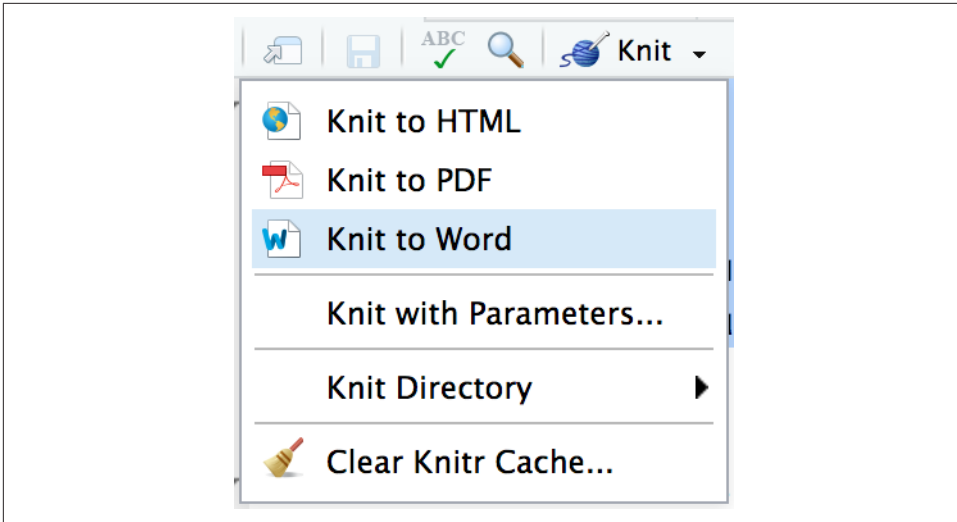 ABC Knit
Knit to HTML
Knit to PDF
W Knit to Word
Knit with Parameters...
Knit Directory
Clear Knitr Cache...